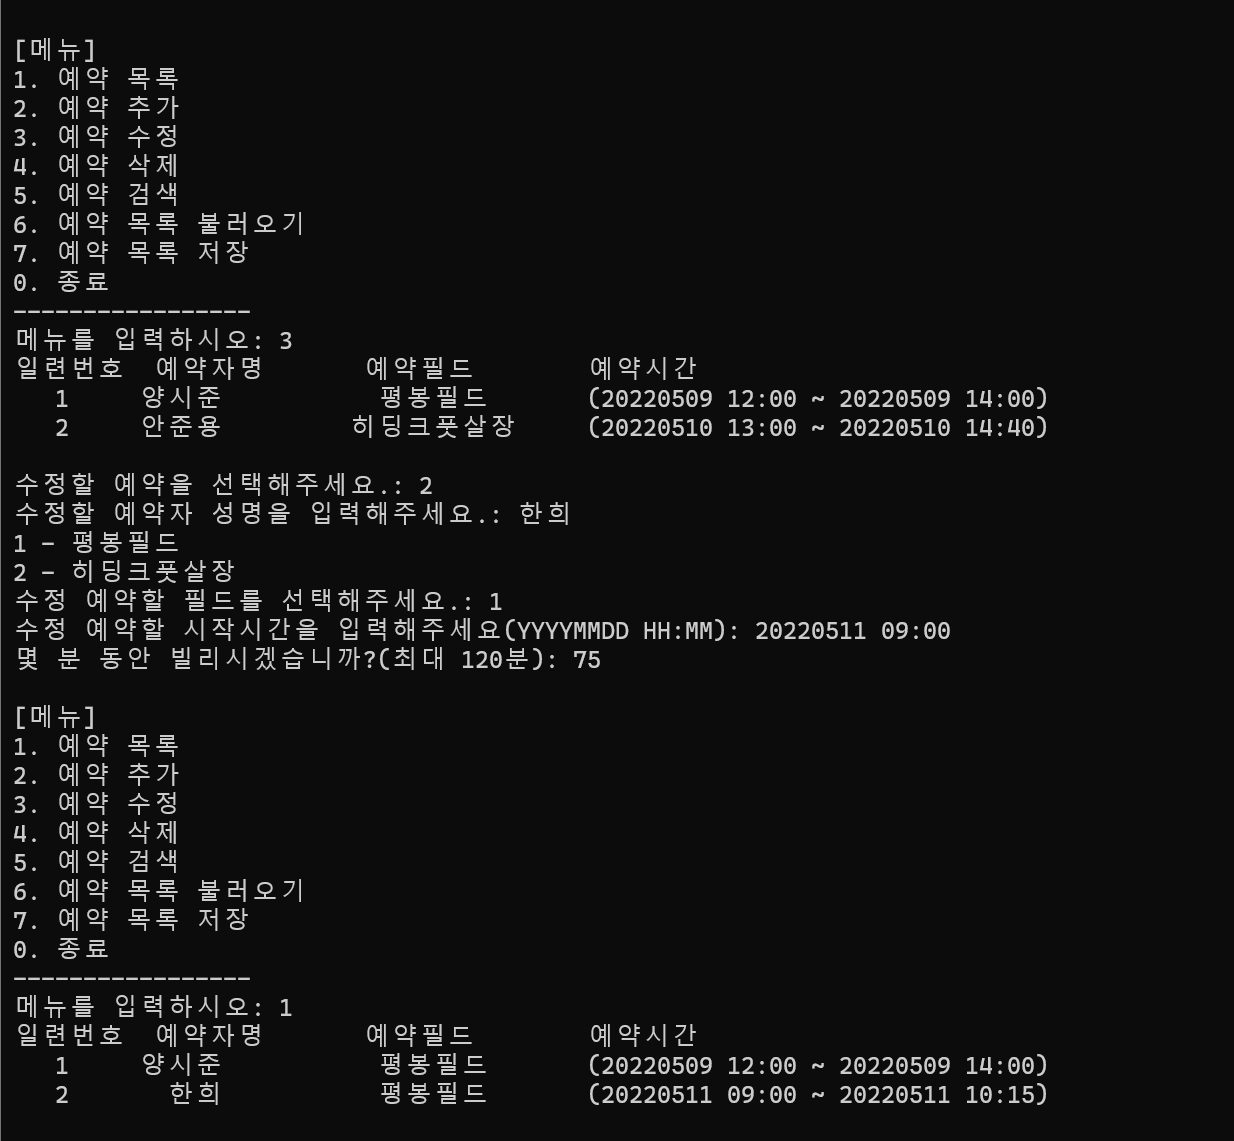 [메뉴]
1. 예약 목록
2. 예약 추가
3. 예약 수정
4. 예약 삭제
5. 예약 검색
6. 예약 목록 불러오기
7. 예약 목록 저장
0. 종료
-----------------
메뉴를 입력하시오: 3
일련번호 예약자명 예약필드 예약시간
1 양시준 평봉필드 (20220509 12:00 ~ 20220509 14:00)
2 안준용 히딩크풋살장 (20220510 13:00 ~ 20220510 14:40)
수정할 예약을 선택해주세요.: 2
수정할 예약자 성명을 입력해주세요.: 한희
1 - 평봉필드
2 - 히딩크풋살장
수정 예약할 필드를 선택해주세요.: 1
수정 예약할 시작시간을 입력해주세요(YYYYMMDD HH:MM): 20220511 09:00
몇 분 동안 빌리시겠습니까?(최대 120분): 75
[메뉴]
1. 예약 목록
2. 예약 추가
3. 예약 수정
4. 예약 삭제
5. 예약 검색
6. 예약 목록 불러오기
7. 예약 목록 저장
0. 종료
-----------------
메뉴를 입력하시오: 1
일련번호 예약자명 예약필드 예약시간
1 양시준 평봉필드 (20220509 12:00 ~ 20220509 14:00)
2 한희 평봉필드 (20220511 09:00 ~ 20220511 10:15)